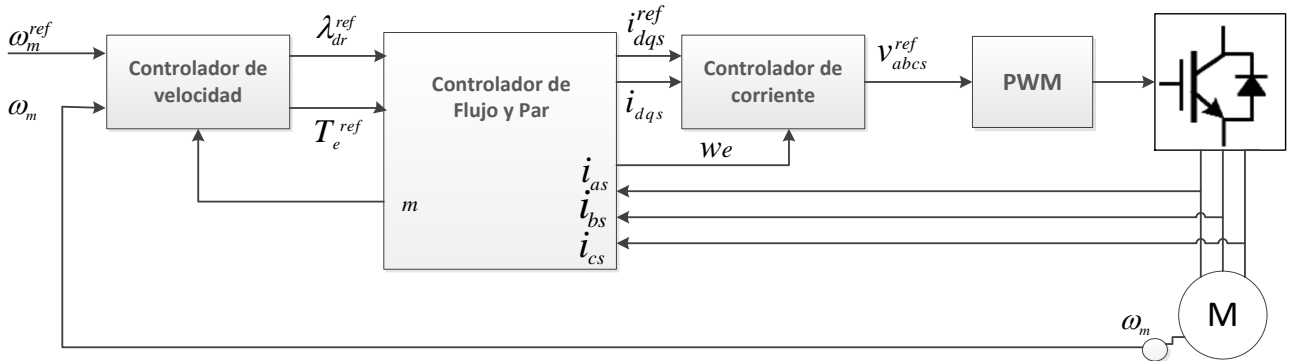 ω_m^ref
ω_m
Controlador de
velocidad
λ_dr^ref
T_e^ref
Controlador de
Flujo y Par
m
i_dqs^ref
i_dqs
we
i_as
i_bs
i_cs
Controlador de
corriente
v_abcs^ref
PWM
ω_m
M